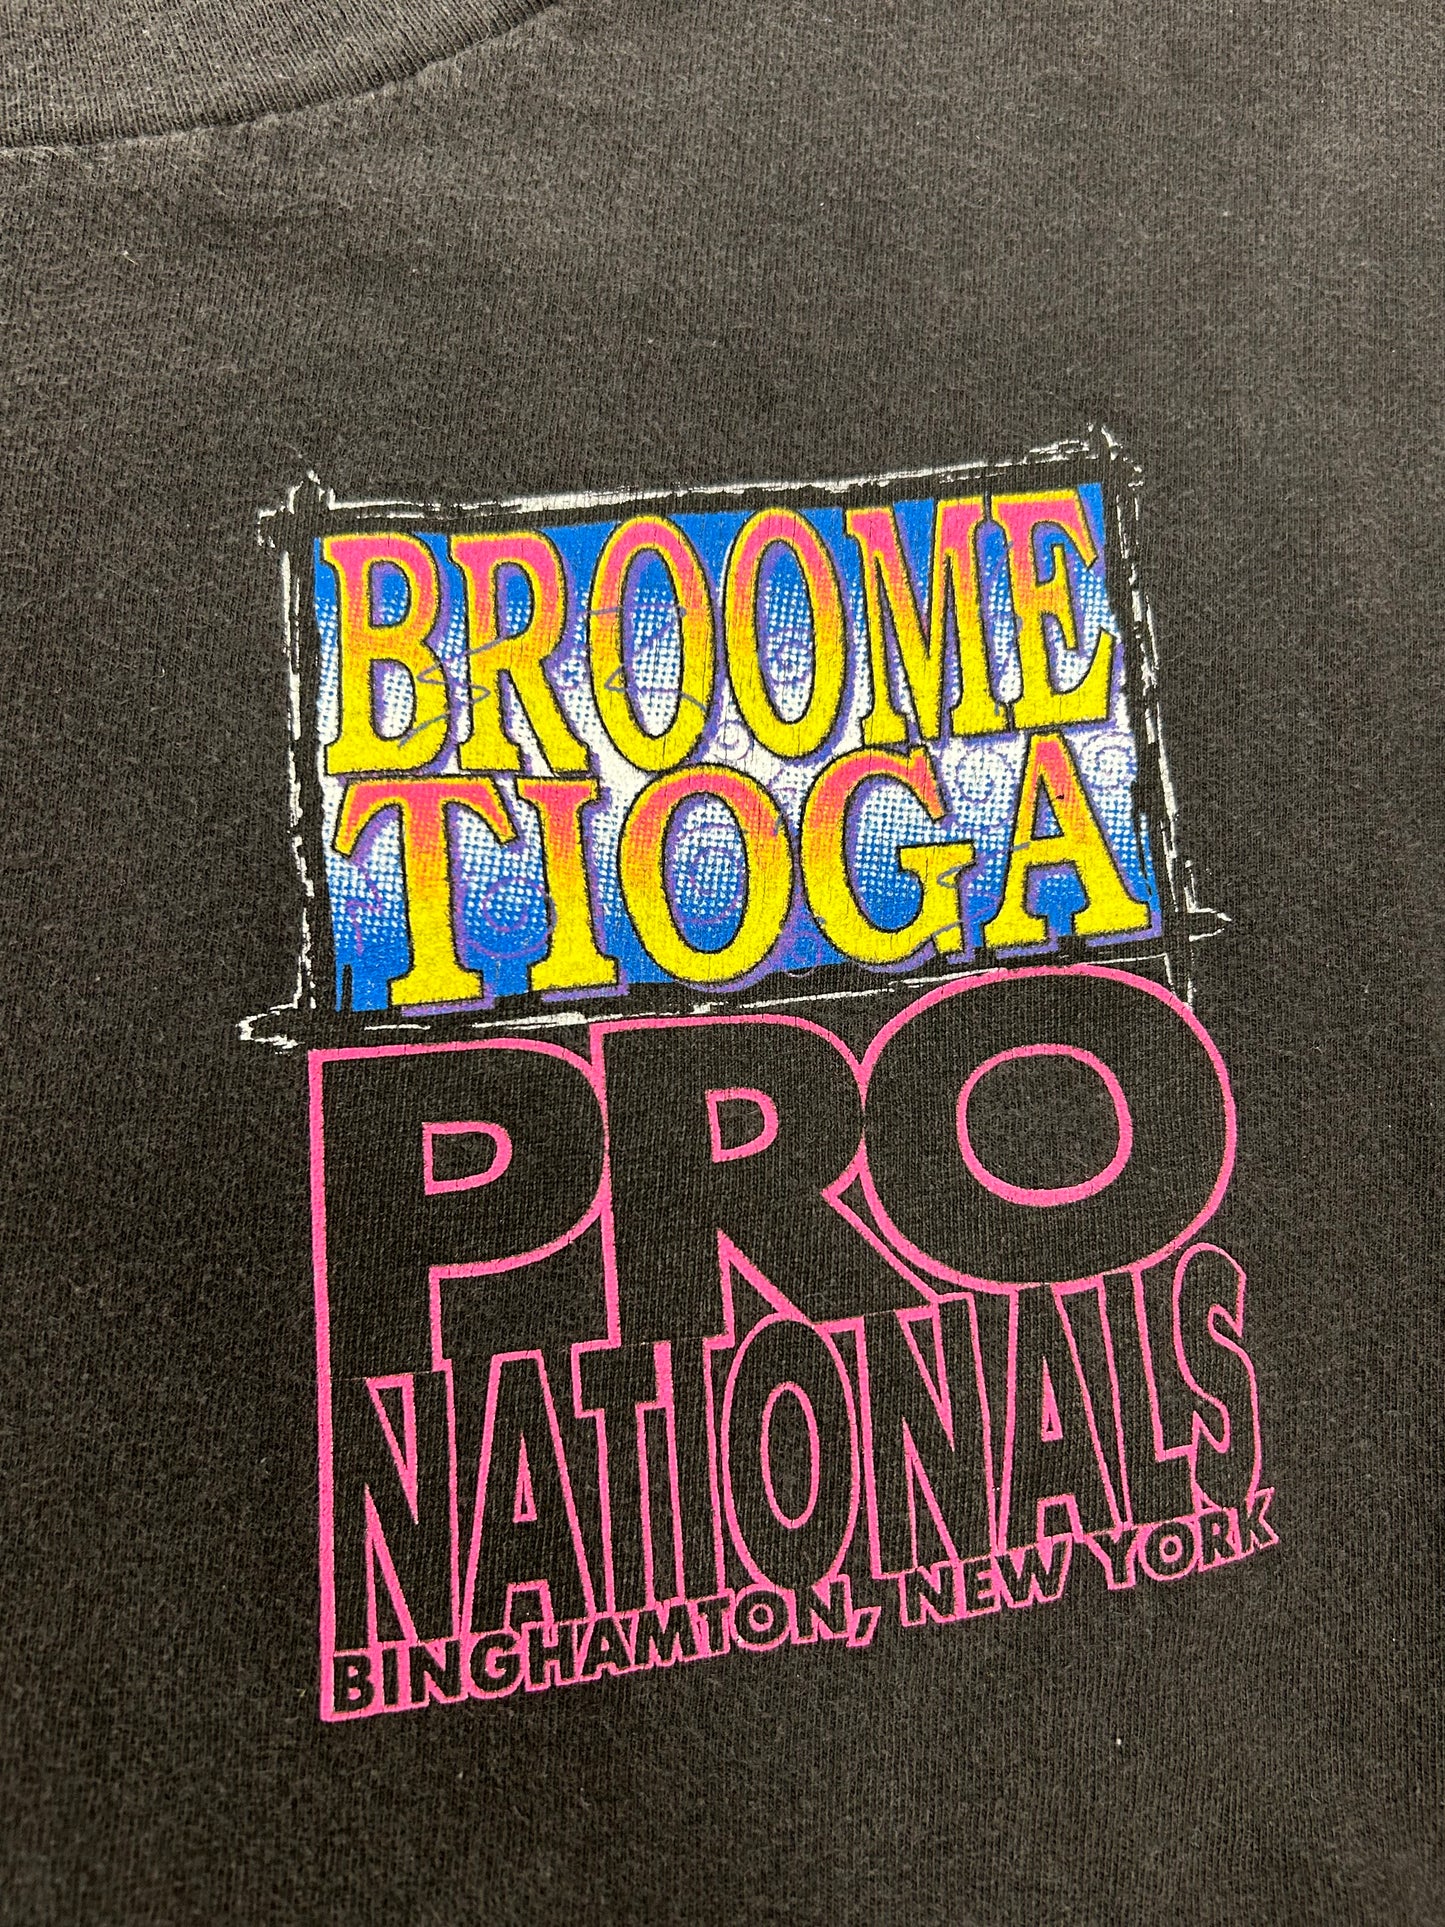 BROOME
TIOGA
PRO
NATIONALS
BINGHAMTON, NEW YORK